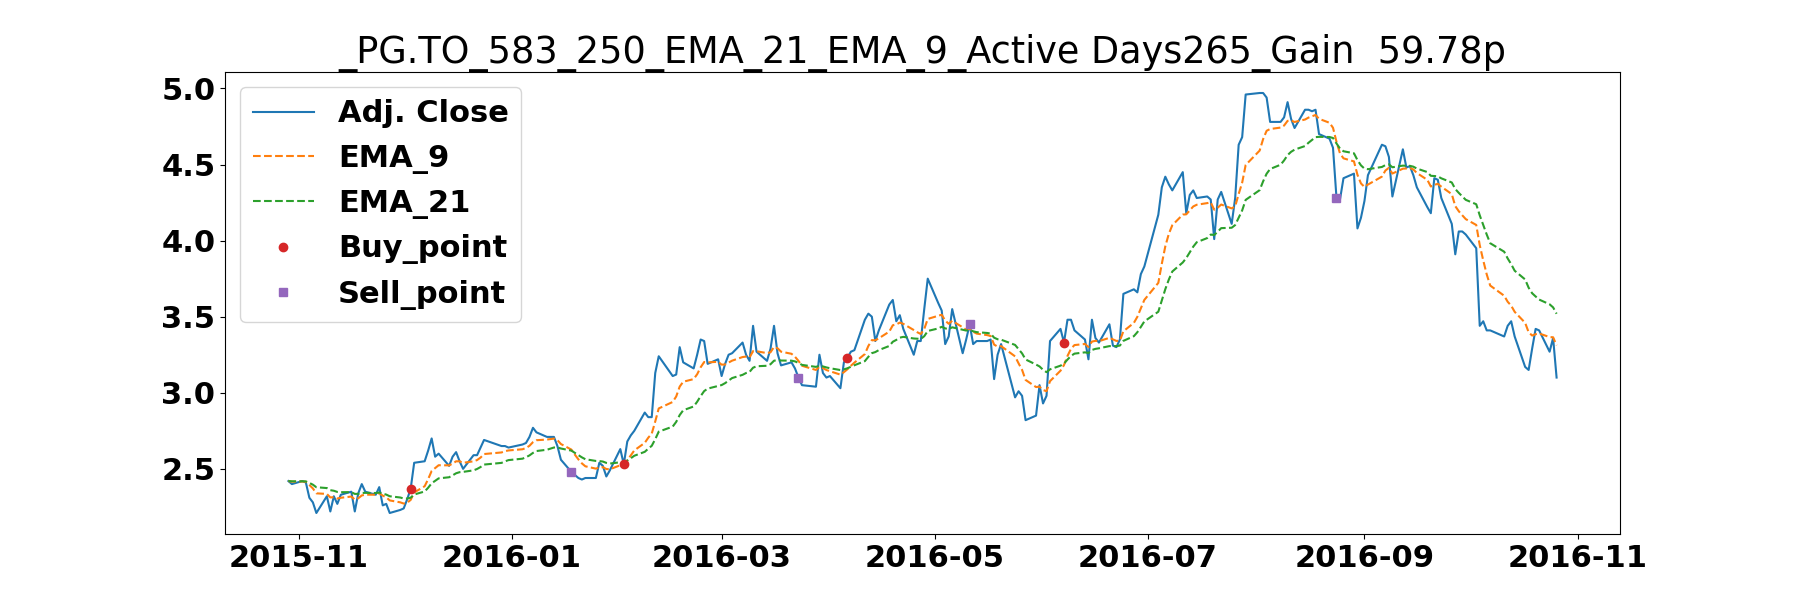 _PG.TO_583_250_EMA_21_EMA_9_Active Days265_Gain  59.78p
5.0
4.5
4.0
3.5
3.0
2.5
Adj. Close
EMA_9
EMA_21
Buy_point
Sell_point
2015-11 2016-01 2016-03 2016-05 2016-07 2016-09 2016-11